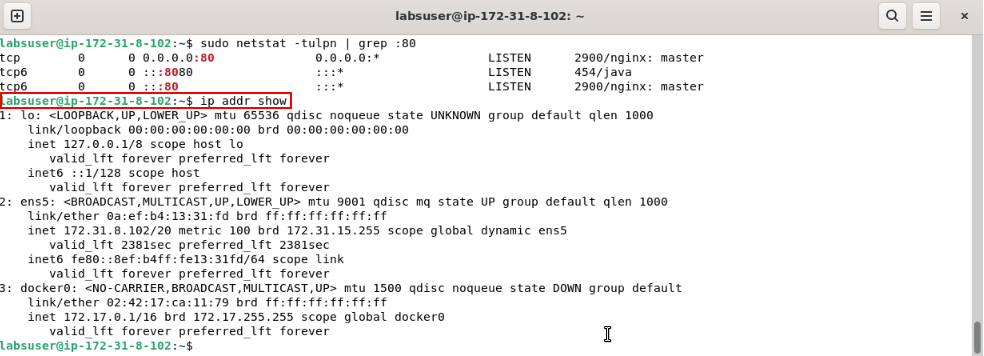 labsuser@ip-172-31-8-102: ~
labsuser@ip-172-31-8-102:~$ sudo netstat -tulpn | grep :80
tcp        0      0 0.0.0.0:80              0.0.0.0:*               LISTEN      2900/nginx: master
tcp6       0      0 :::8080                 :::*                    LISTEN      454/java
tcp6       0      0 :::80                   :::*                    LISTEN      2900/nginx: master
labsuser@ip-172-31-8-102:~$ ip addr show
1: lo: <LOOPBACK,UP,LOWER_UP> mtu 65536 qdisc noqueue state UNKNOWN group default qlen 1000
    link/loopback 00:00:00:00:00:00 brd 00:00:00:00:00:00
    inet 127.0.0.1/8 scope host lo
       valid_lft forever preferred_lft forever
    inet6 ::1/128 scope host
       valid_lft forever preferred_lft forever
2: ens5: <BROADCAST,MULTICAST,UP,LOWER_UP> mtu 9001 qdisc mq state UP group default qlen 1000
    link/ether 0a:ef:b4:13:31:fd brd ff:ff:ff:ff:ff:ff
    inet 172.31.8.102/20 metric 100 brd 172.31.15.255 scope global dynamic ens5
       valid_lft 2381sec preferred_lft 2381sec
    inet6 fe80::8ef:b4ff:fe13:31fd/64 scope link
       valid_lft forever preferred_lft forever
3: docker0: <NO-CARRIER,BROADCAST,MULTICAST,UP> mtu 1500 qdisc noqueue state DOWN group default
    link/ether 02:42:17:ca:11:79 brd ff:ff:ff:ff:ff:ff
    inet 172.17.0.1/16 brd 172.17.255.255 scope global docker0
       valid_lft forever preferred_lft forever
labsuser@ip-172-31-8-102:~$